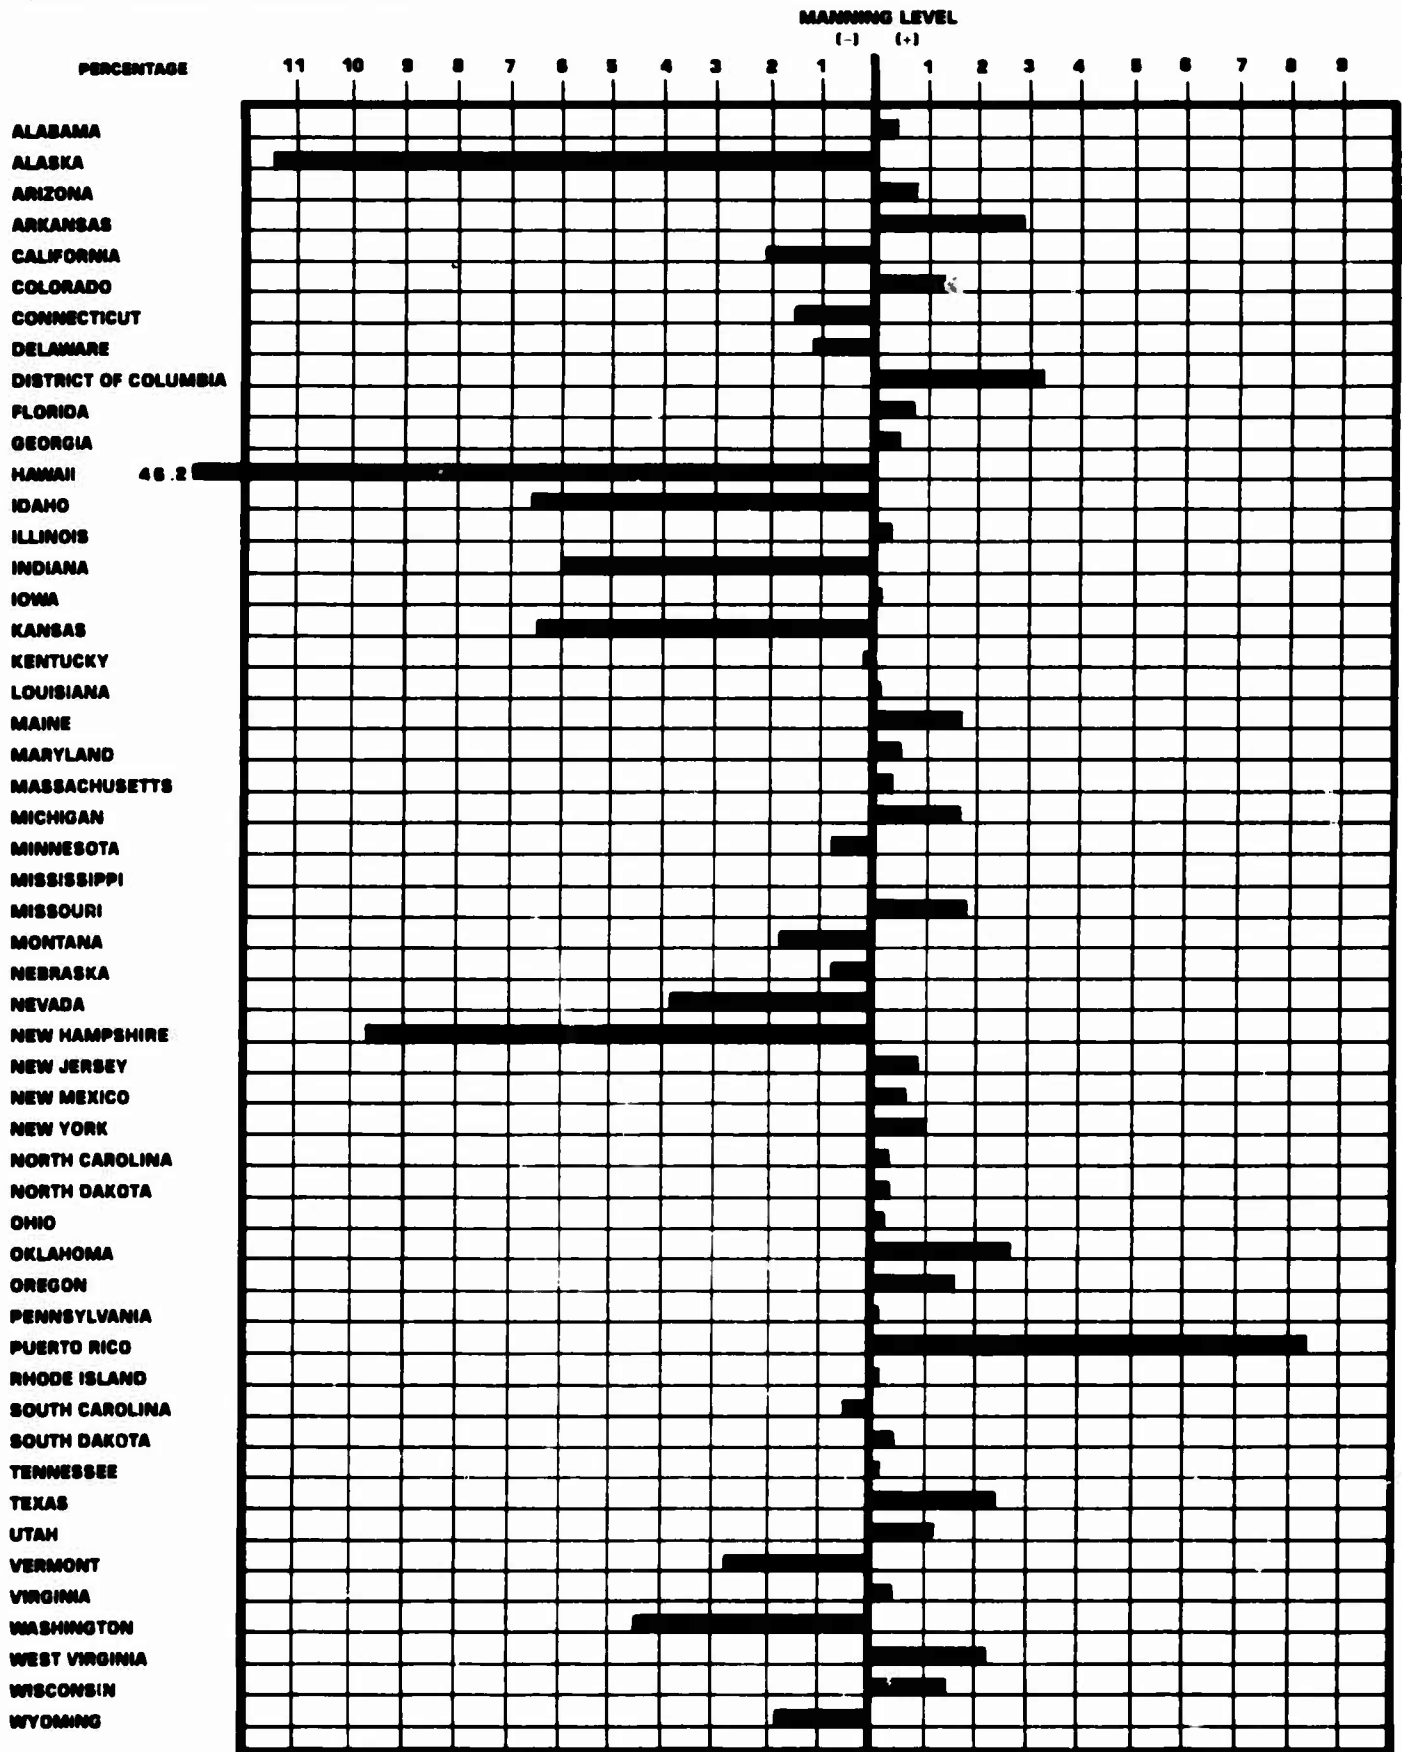 MANNING LEVEL
(-) (+)
PERCENTAGE 11 10 9 8 7 6 5 4 3 2 1 1 2 3 4 5 6 7 8 9
ALABAMA
ALASKA
ARIZONA
ARKANSAS
CALIFORNIA
COLORADO
CONNECTICUT
DELAWARE
DISTRICT OF COLUMBIA
FLORIDA
GEORGIA
HAWAII 46.2
IDAHO
ILLINOIS
INDIANA
IOWA
KANSAS
KENTUCKY
LOUISIANA
MAINE
MARYLAND
MASSACHUSETTS
MICHIGAN
MINNESOTA
MISSISSIPPI
MISSOURI
MONTANA
NEBRASKA
NEVADA
NEW HAMPSHIRE
NEW JERSEY
NEW MEXICO
NEW YORK
NORTH CAROLINA
NORTH DAKOTA
OHIO
OKLAHOMA
OREGON
PENNSYLVANIA
PUERTO RICO
RHODE ISLAND
SOUTH CAROLINA
SOUTH DAKOTA
TENNESSEE
TEXAS
UTAH
VERMONT
VIRGINIA
WASHINGTON
WEST VIRGINIA
WISCONSIN
WYOMING